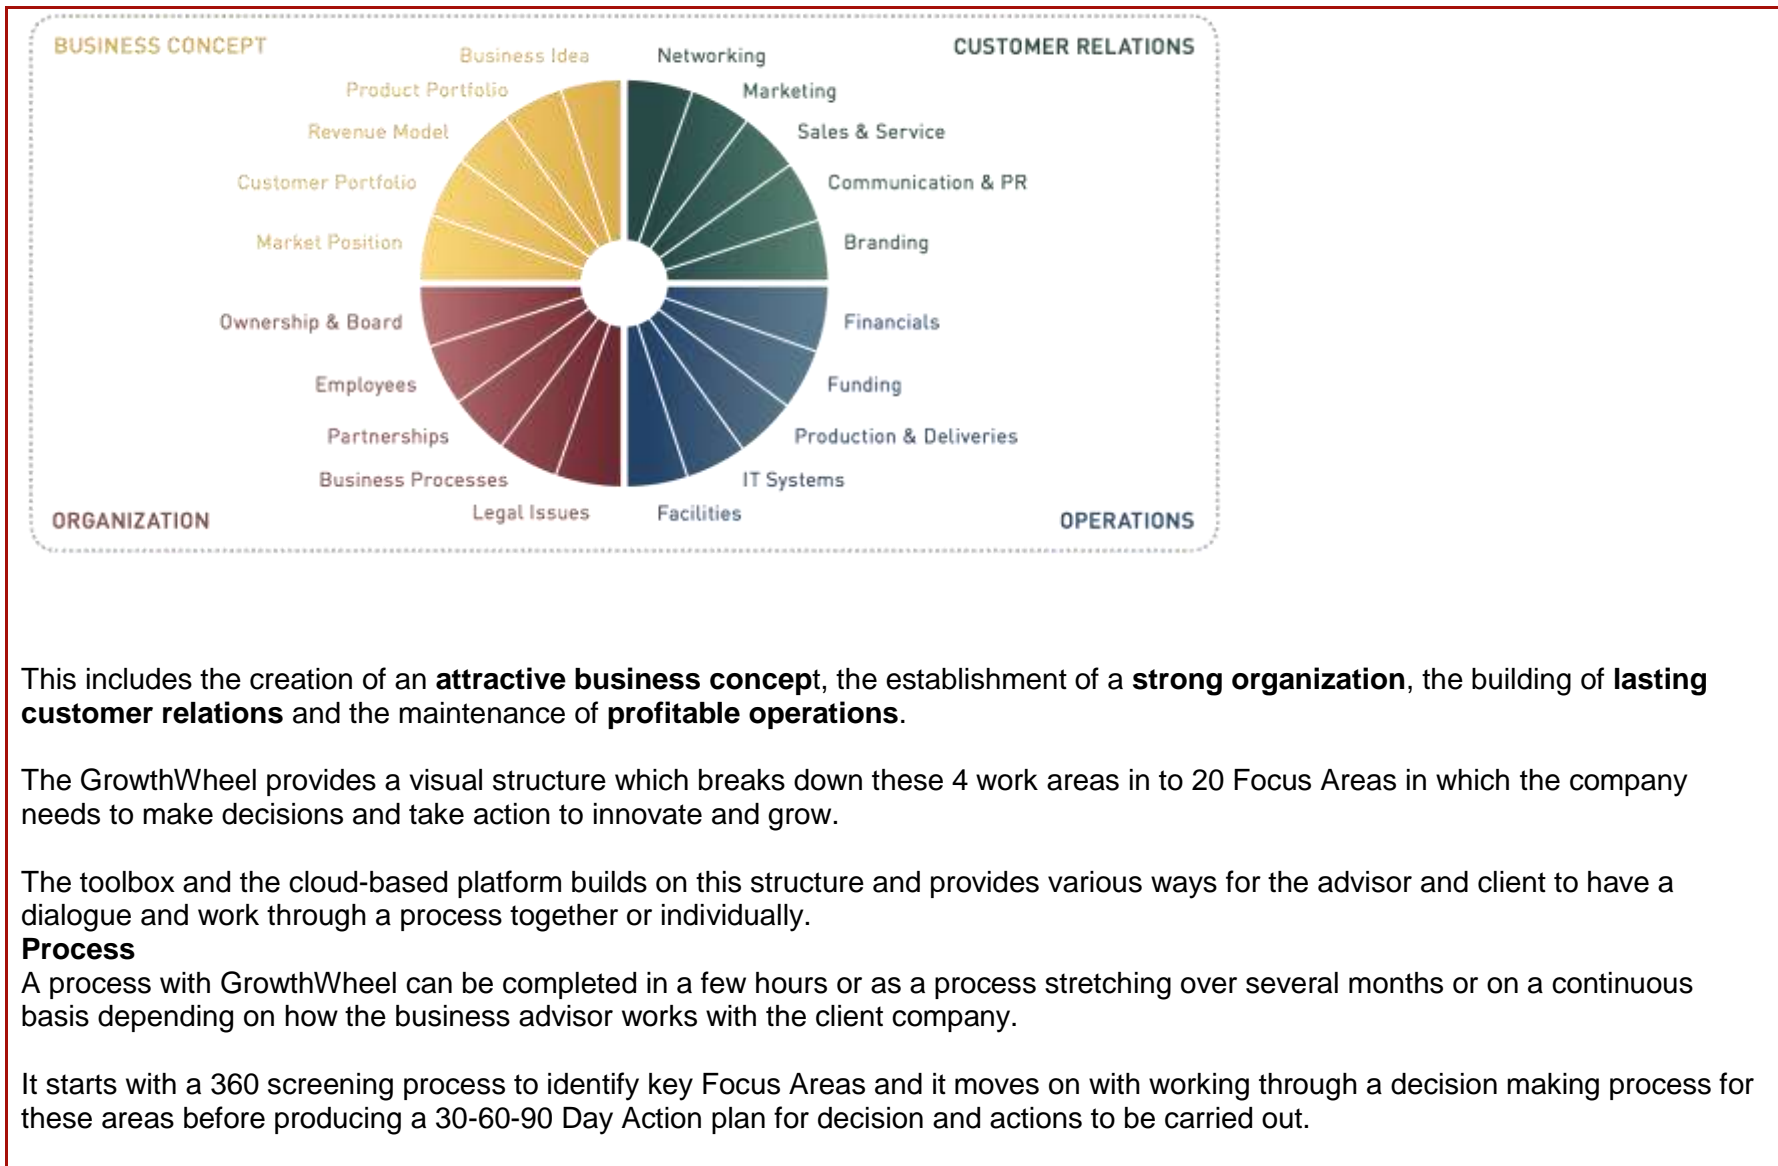 BUSINESS CONCEPT
Business Idea
Product Portfolio
Revenue Model
Customer Portfolio
Market Position
CUSTOMER RELATIONS
Networking
Marketing
Sales & Service
Communication & PR
Branding
Ownership & Board
Employees
Partnerships
Business Processes
Legal Issues
ORGANIZATION
Financials
Funding
Production & Deliveries
IT Systems
Facilities
OPERATIONS
This includes the creation of an attractive business concept, the establishment of a strong organization, the building of lasting
customer relations and the maintenance of profitable operations.
The GrowthWheel provides a visual structure which breaks down these 4 work areas in to 20 Focus Areas in which the company
needs to make decisions and take action to innovate and grow.
The toolbox and the cloud-based platform builds on this structure and provides various ways for the advisor and client to have a
dialogue and work through a process together or individually.
Process
A process with GrowthWheel can be completed in a few hours or as a process stretching over several months or on a continuous
basis depending on how the business advisor works with the client company.
It starts with a 360 screening process to identify key Focus Areas and it moves on with working through a decision making process for
these areas before producing a 30-60-90 Day Action plan for decision and actions to be carried out.